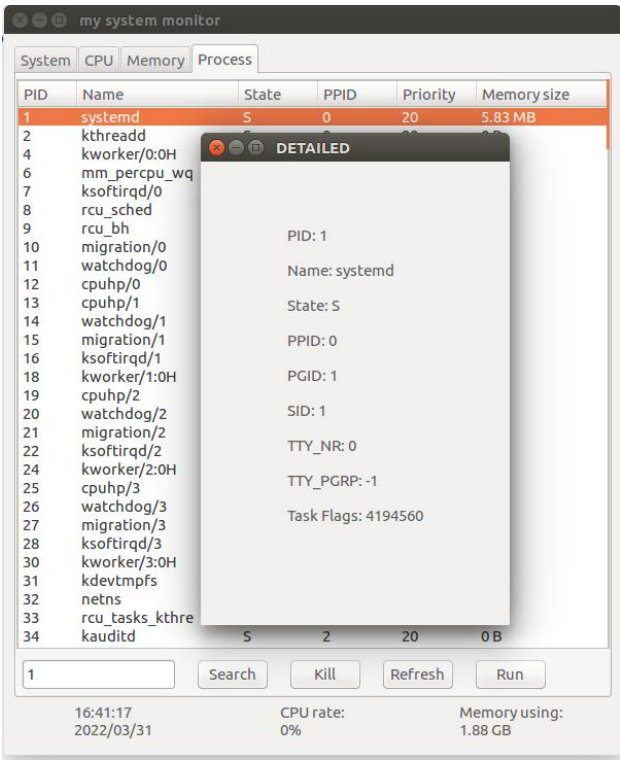 my system monitor
System CPU Memory Process
PID Name State PPID Priority Memory size
1 systemd S 0 20 5.83 MB
2 kthreadd
4 kworker/0:0H
6 mm_percpu_wq
7 ksoftirqd/0
8 rcu_sched
9 rcu_bh
10 migration/0
11 watchdog/0
12 cpuhp/0
13 cpuhp/1
14 watchdog/1
15 migration/1
16 ksoftirqd/1
18 kworker/1:0H
19 cpuhp/2
20 watchdog/2
21 migration/2
22 ksoftirqd/2
24 kworker/2:0H
25 cpuhp/3
26 watchdog/3
27 migration/3
28 ksoftirqd/3
30 kworker/3:0H
31 kdevtmpfs
32 netns
33 rcu_tasks_kthre
34 kauditd S 2 20 0 B
DETAILED
PID: 1
Name: systemd
State: S
PPID: 0
PGID: 1
SID: 1
TTY_NR: 0
TTY_PGRP: -1
Task Flags: 4194560
1 Search Kill Refresh Run
16:41:17 CPU rate: Memory using:
2022/03/31 0% 1.88 GB